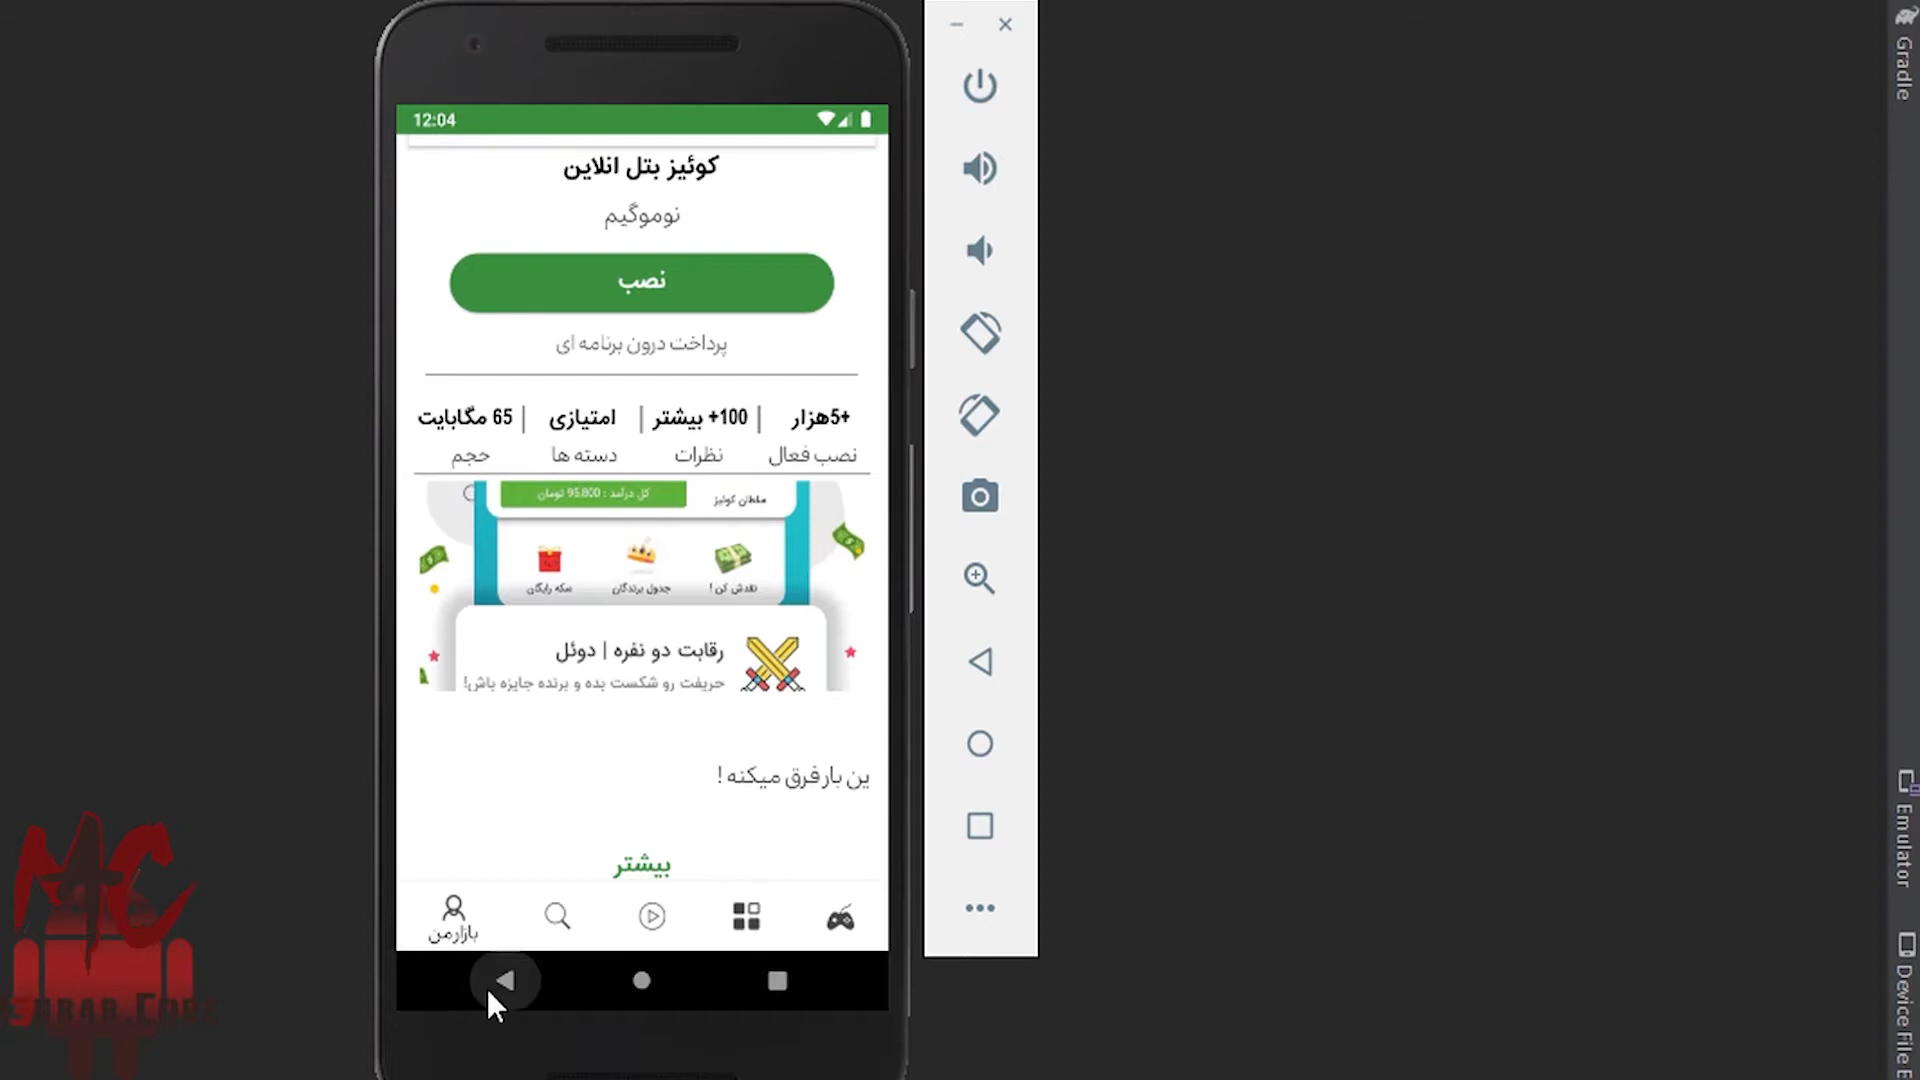 12:04
کوئیز بتل انلاین
نوموگیم
نصب
پرداخت درون برنامه ای
+5هزار | 100+ بیشتر | امتیازی | 65 مگابایت
نصب فعال نظرات دسته ها حجم
سلطان کوئیز کل درآمد : 95,800 تومان
نقدش کن ! جدول برندگان سکه رایگان
رقابت دو نفره | دوئل
حریفت رو شکست بده و برنده جایزه باش!
ین بار فرق میکنه !
بیشتر
بازارمن
Gradle
Emulator
Device File E